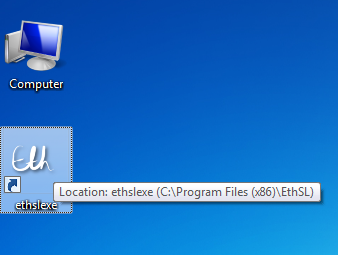 Computer
Eth
Location: ethslexe (C:\Program Files (x86)\EthSL)
ethslexe